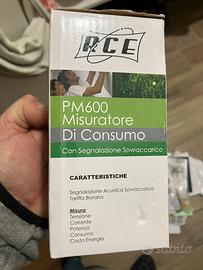 RCE
PM600
Misuratore
Di Consumo
Con Segnalazione Sovraccarico
CARATTERISTICHE
Segnalazione Acustica Sovraccarico
Tariffa Bioraria
Misura
Tensione
Corrente
Potenza
Consumo
Costo Energia
subito